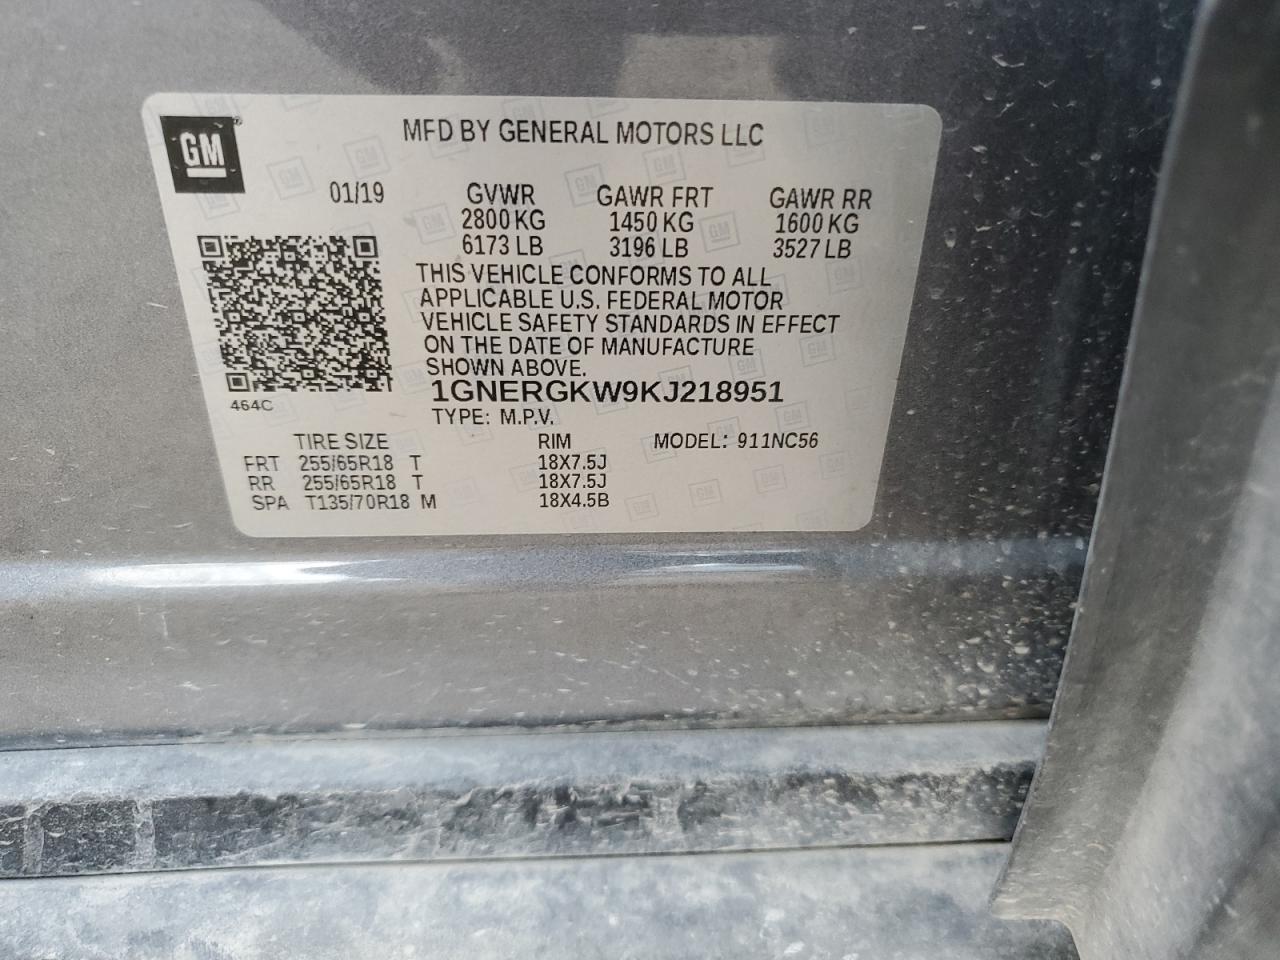 GM
MFD BY GENERAL MOTORS LLC
01/19 GVWR GAWR FRT GAWR RR
2800 KG 1450 KG 1600 KG
6173 LB 3196 LB 3527 LB
THIS VEHICLE CONFORMS TO ALL
APPLICABLE U.S. FEDERAL MOTOR
VEHICLE SAFETY STANDARDS IN EFFECT
ON THE DATE OF MANUFACTURE
SHOWN ABOVE.
1GNERGKW9KJ218951
464C
TYPE: M.P.V.
TIRE SIZE RIM MODEL: 911NC56
FRT 255/65R18 T 18X7.5J
RR 255/65R18 T 18X7.5J
SPA T135/70R18 M 18X4.5B